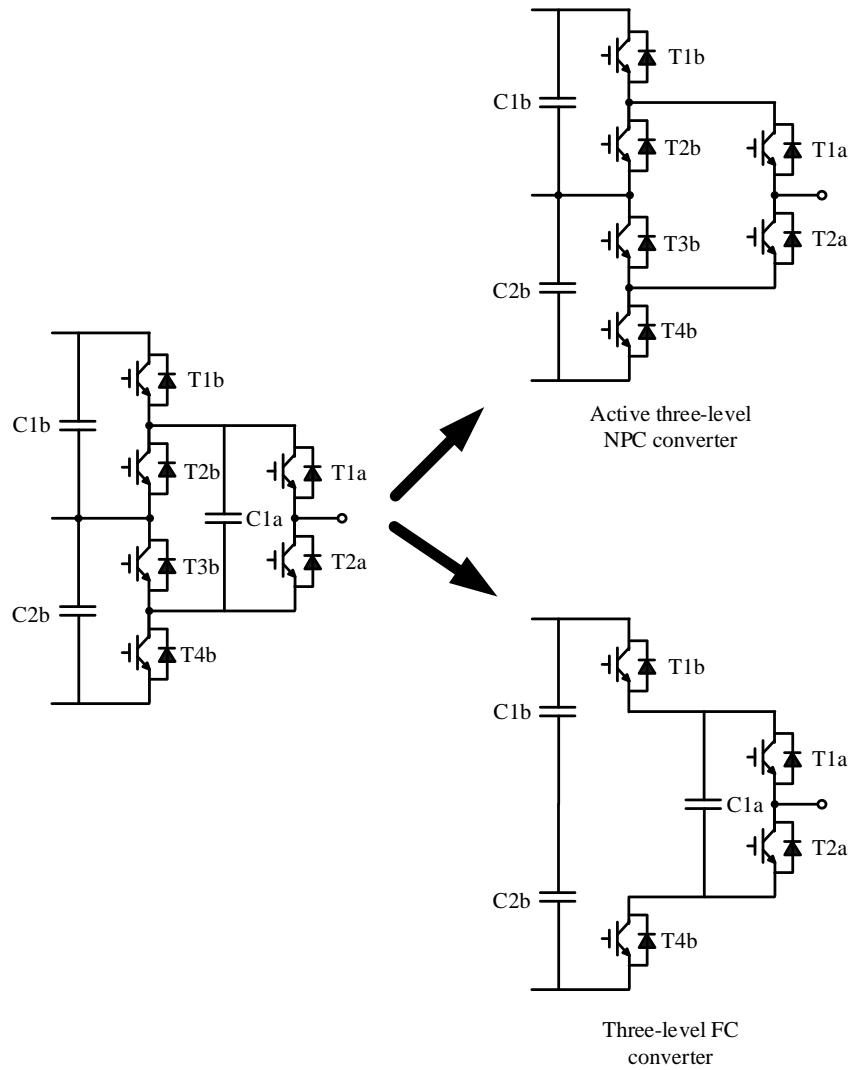 T1b
C1b
T2b
T1a
T3b
T2a
C2b
T4b
Active three-level
NPC converter
T1b
C1b
T2b
T1a
C1a
T3b
T2a
C2b
T4b
T1b
C1b
T1a
C1a
T2a
C2b
T4b
Three-level FC
converter